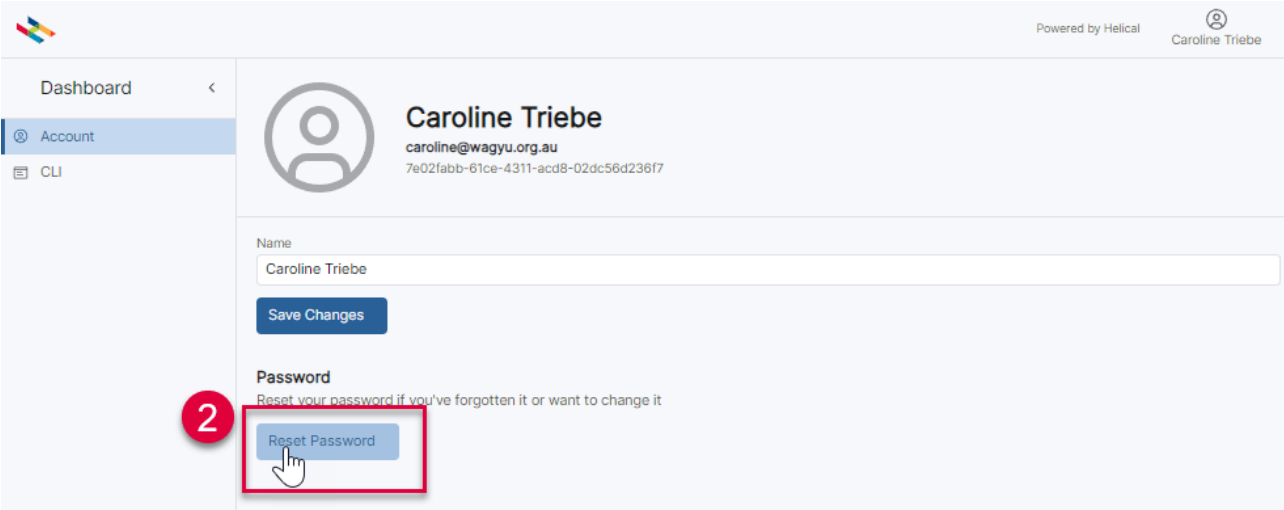 Powered by Helical
Caroline Triebe
Dashboard
Account
CLI
Caroline Triebe
caroline@wagyu.org.au
7e02fabb-61ce-4311-acd8-02dc56d236f7
Name
Caroline Triebe
Save Changes
Password
Reset your password if you've forgotten it or want to change it
2
Reset Password